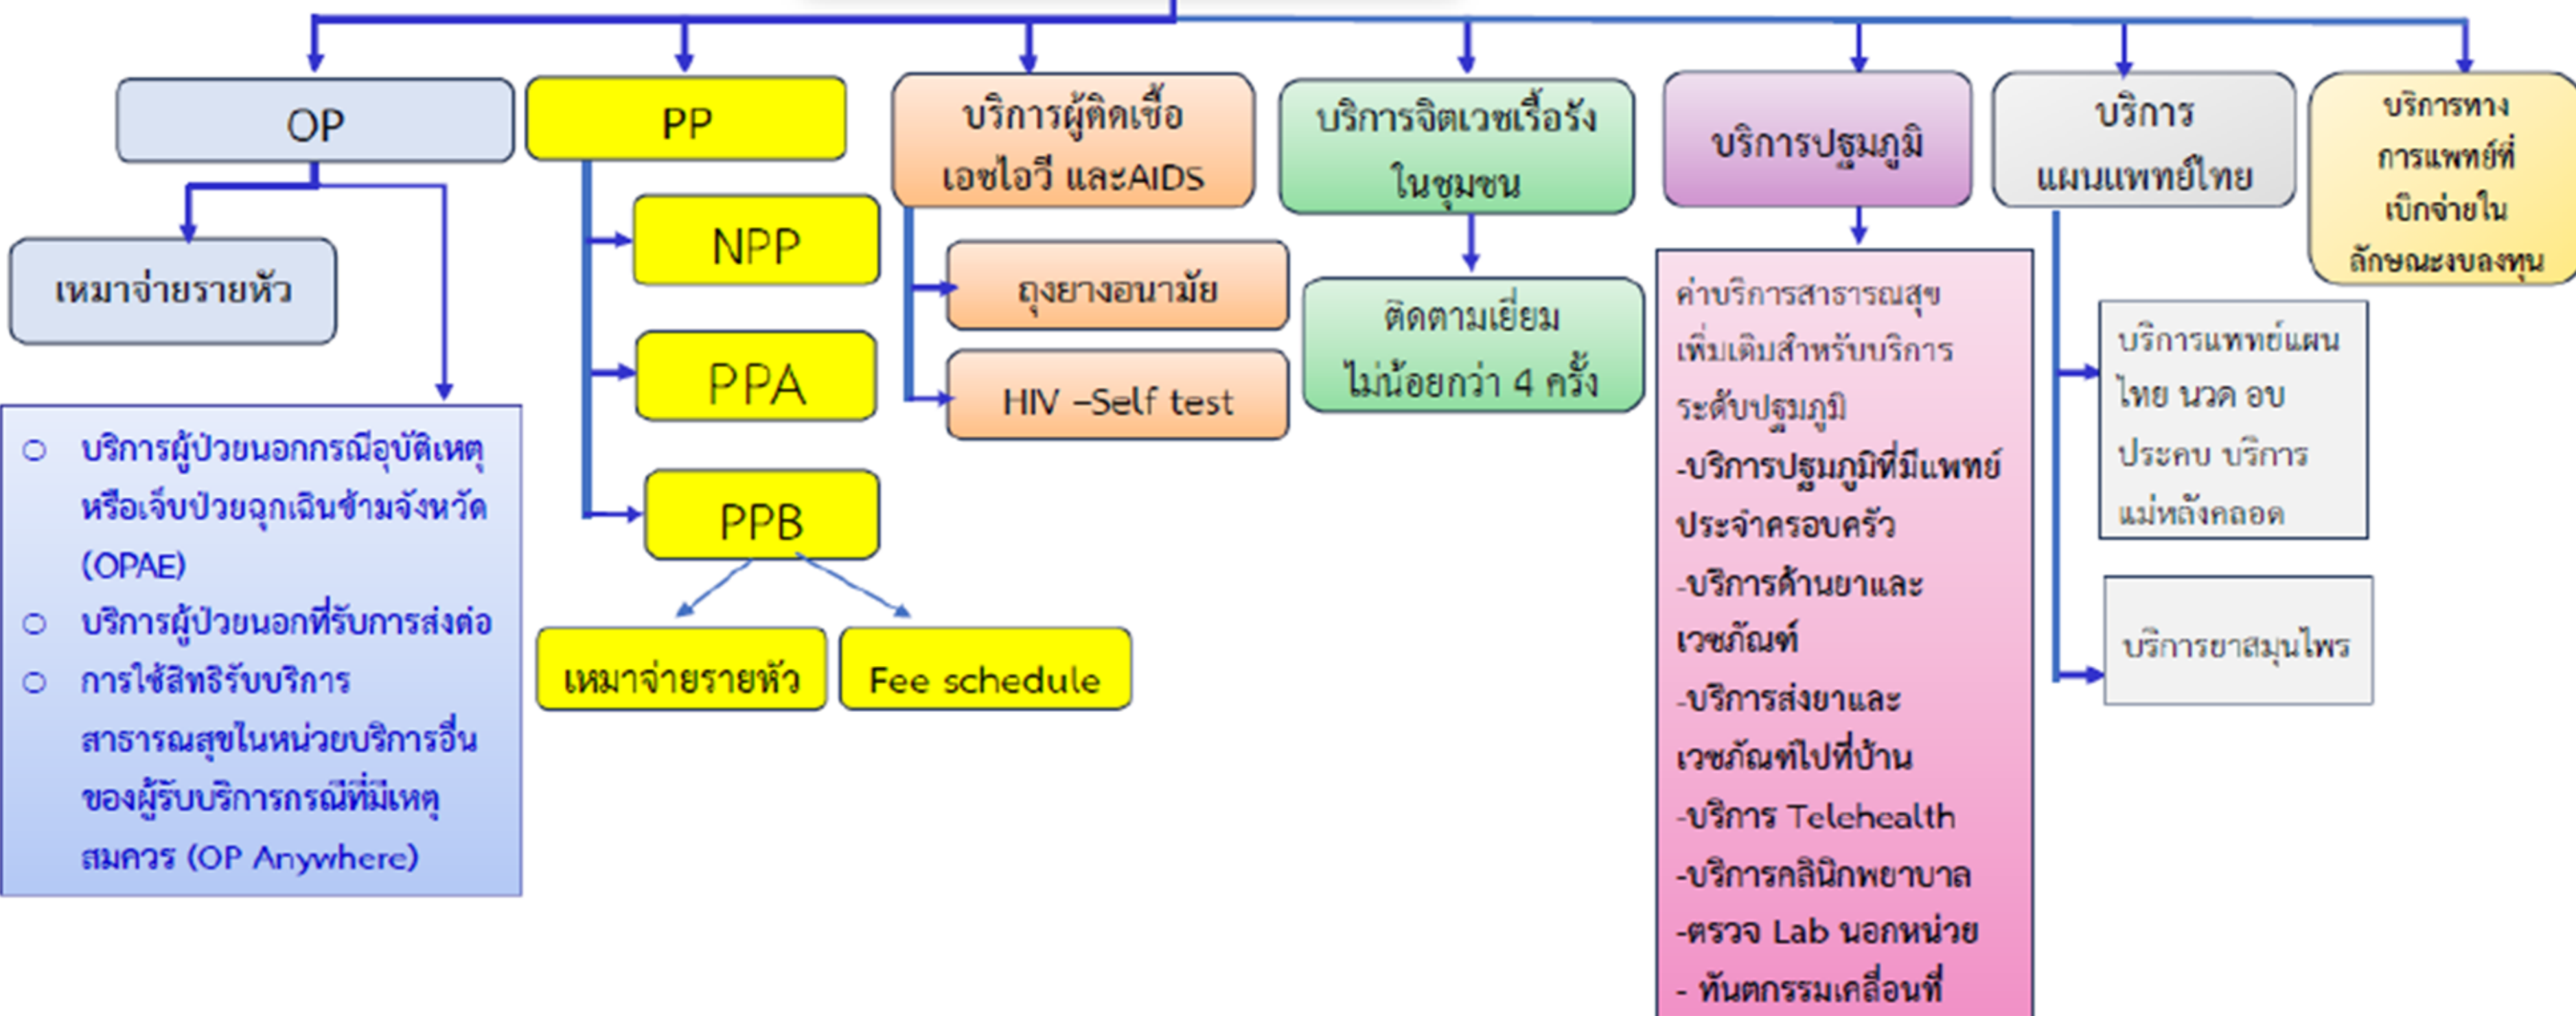 OP
เหมาจ่ายรายหัว
บริการผู้ป่วยนอกกรณีอุบัติเหตุ
หรือเจ็บป่วยฉุกเฉินข้ามจังหวัด
(OPAE)
บริการผู้ป่วยนอกที่รับการส่งต่อ
การใช้สิทธิรับบริการ
สาธารณสุขในหน่วยบริการอื่น
ของผู้รับบริการกรณีที่มีเหตุ
สมควร (OP Anywhere)
PP
NPP
PPA
PPB
เหมาจ่ายรายหัว
Fee schedule
บริการผู้ติดเชื้อ
เอชไอวี และAIDS
ถุงยางอนามัย
HIV –Self test
บริการจิตเวชเรื้อรัง
ในชุมชน
ติดตามเยี่ยม
ไม่น้อยกว่า 4 ครั้ง
บริการปฐมภูมิ
ค่าบริการสาธารณสุข
เพิ่มเติมสำหรับบริการ
ระดับปฐมภูมิ
-บริการปฐมภูมิที่มีแพทย์
ประจำครอบครัว
-บริการด้านยาและ
เวชภัณฑ์
-บริการส่งยาและ
เวชภัณฑ์ไปที่บ้าน
-บริการ Telehealth
-บริการคลินิกพยาบาล
-ตรวจ Lab นอกหน่วย
- ทันตกรรมเคลื่อนที่
บริการ
แผนแพทย์ไทย
บริการแททย์แผน
ไทย นวด อบ
ประคบ บริการ
แม่หลังคลอด
บริการยาสมุนไพร
บริการทาง
การแพทย์ที่
เบิกจ่ายใน
ลักษณะงบลงทุน